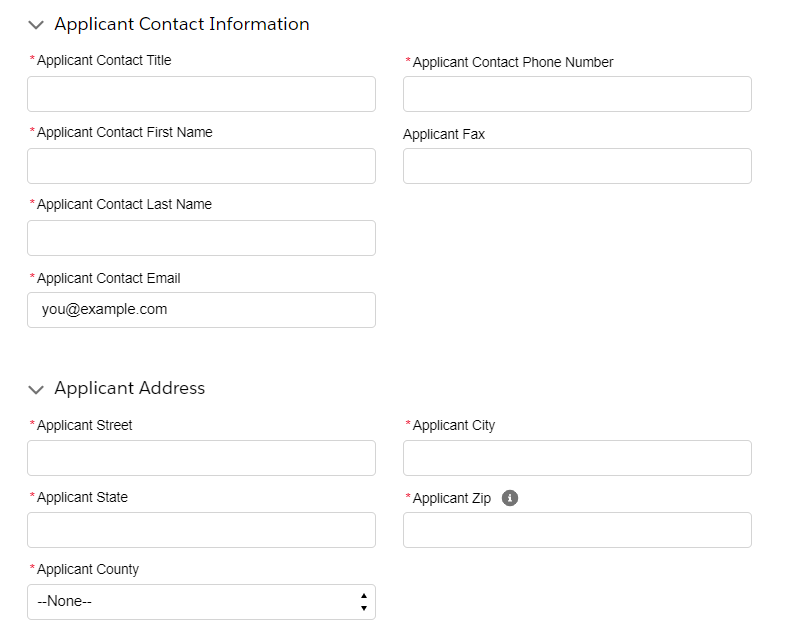 Applicant Contact Information
*Applicant Contact Title
*Applicant Contact Phone Number
*Applicant Contact First Name
Applicant Fax
*Applicant Contact Last Name
*Applicant Contact Email
you@example.com
Applicant Address
*Applicant Street
*Applicant City
*Applicant State
*Applicant Zip
*Applicant County
--None--